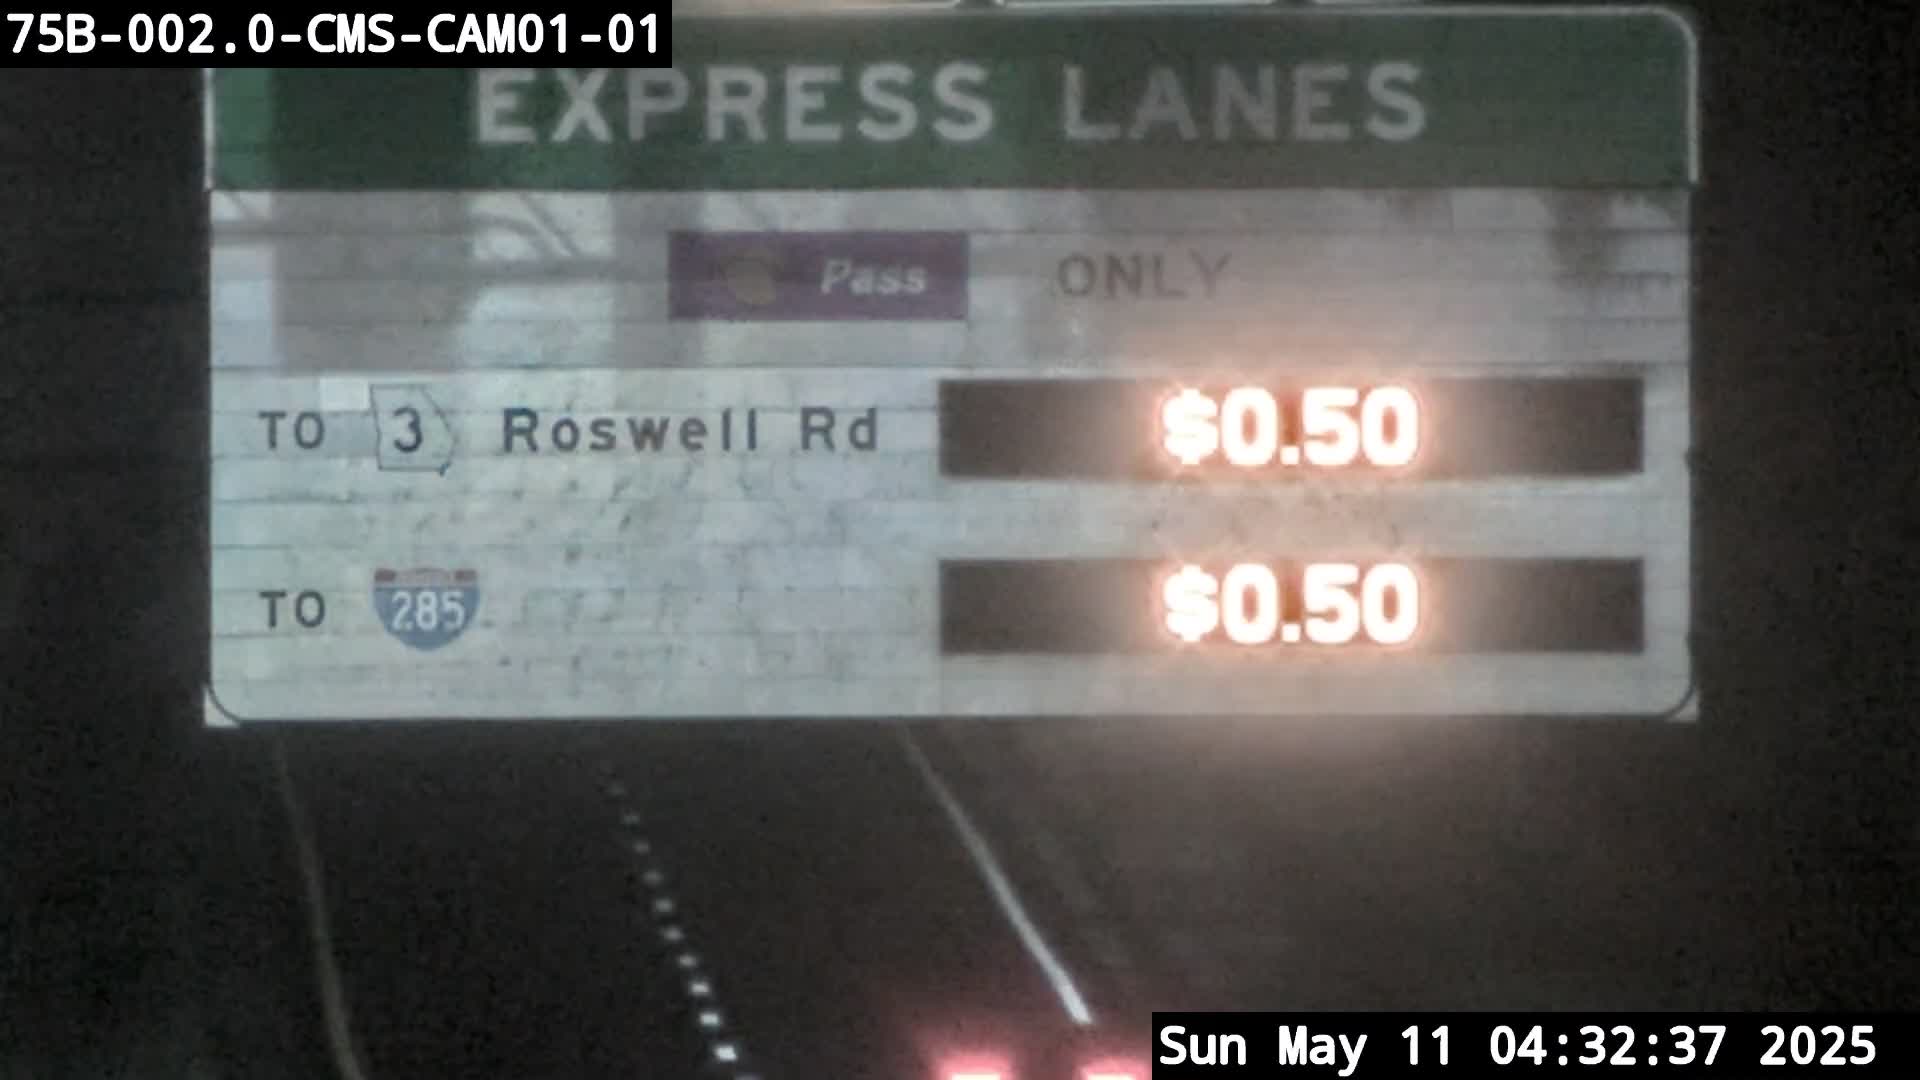 75B-002.0-CMS-CAM01-01
EXPRESS LANES
Pass ONLY
TO 3 Roswell Rd $0.50
TO 285 $0.50
Sun May 11 04:32:37 2025